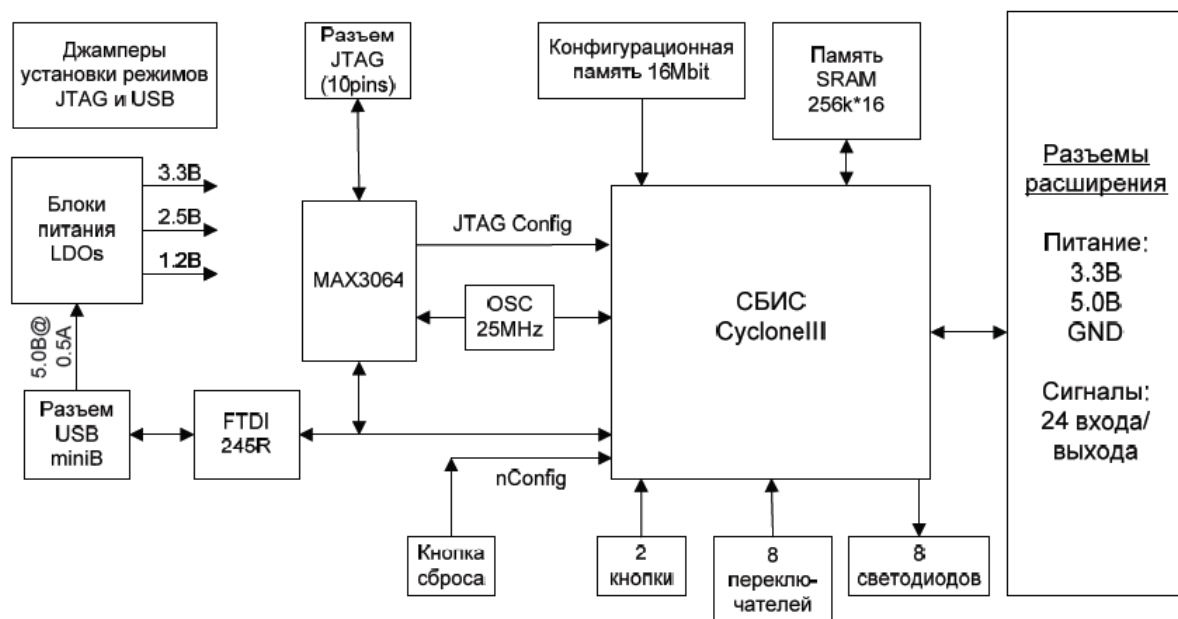 Джамперы
установки режимов
JTAG и USB
Разъем
JTAG
(10pins)
Конфигурационная
память 16Mbit
Память
SRAM
256k*16
Блоки
питания
LDOs
3.3В
2.5В
1.2В
5.0В@
0.5А
MAX3064
JTAG Config
OSC
25MHz
СБИС
CycloneIII
Разъемы
расширения
Питание:
3.3В
5.0В
GND
Сигналы:
24 входа/
выхода
Разъем
USB
miniB
FTDI
245R
nConfig
Кнопка
сброса
2
кнопки
8
переклю-
чателей
8
светодиодов